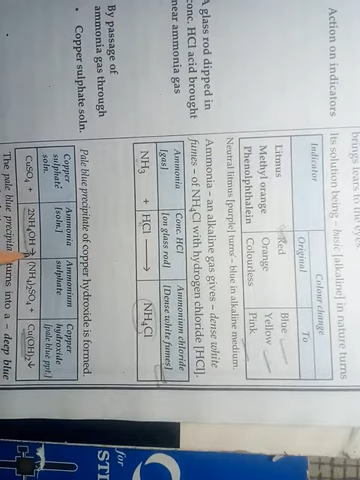 brings tears to eyes.
Action on indicators
Its solution being - basic [alkaline] in nature turns
Indicator
Colour change
Original
To
Litmus Red Blue
Methyl orange Orange Yellow
Phenolphthalein Colourless Pink
Neutral litmus [purple] turns - blue in alkaline medium.
A glass rod dipped in
conc. HCl acid brought
near ammonia gas
Ammonia - an alkaline gas gives - dense white
fumes - of NH4Cl with hydrogen chloride [HCl].
Ammonia Conc. HCl Ammonium chloride
[gas] [on glass rod] [Dense white fumes]
NH3 + HCl → NH4Cl
By passage of
ammonia gas through
• Copper sulphate soln.
Pale blue precipitate of copper hydroxide is formed.
Copper Ammonia Ammonium Copper
sulphate [soln.] sulphate hydroxide
soln. [pale blue ppt.]
CuSO4 + 2NH4OH → (NH4)2SO4 + Cu(OH)2↓
The pale blue precipit turns into a - deep blue
for
STI